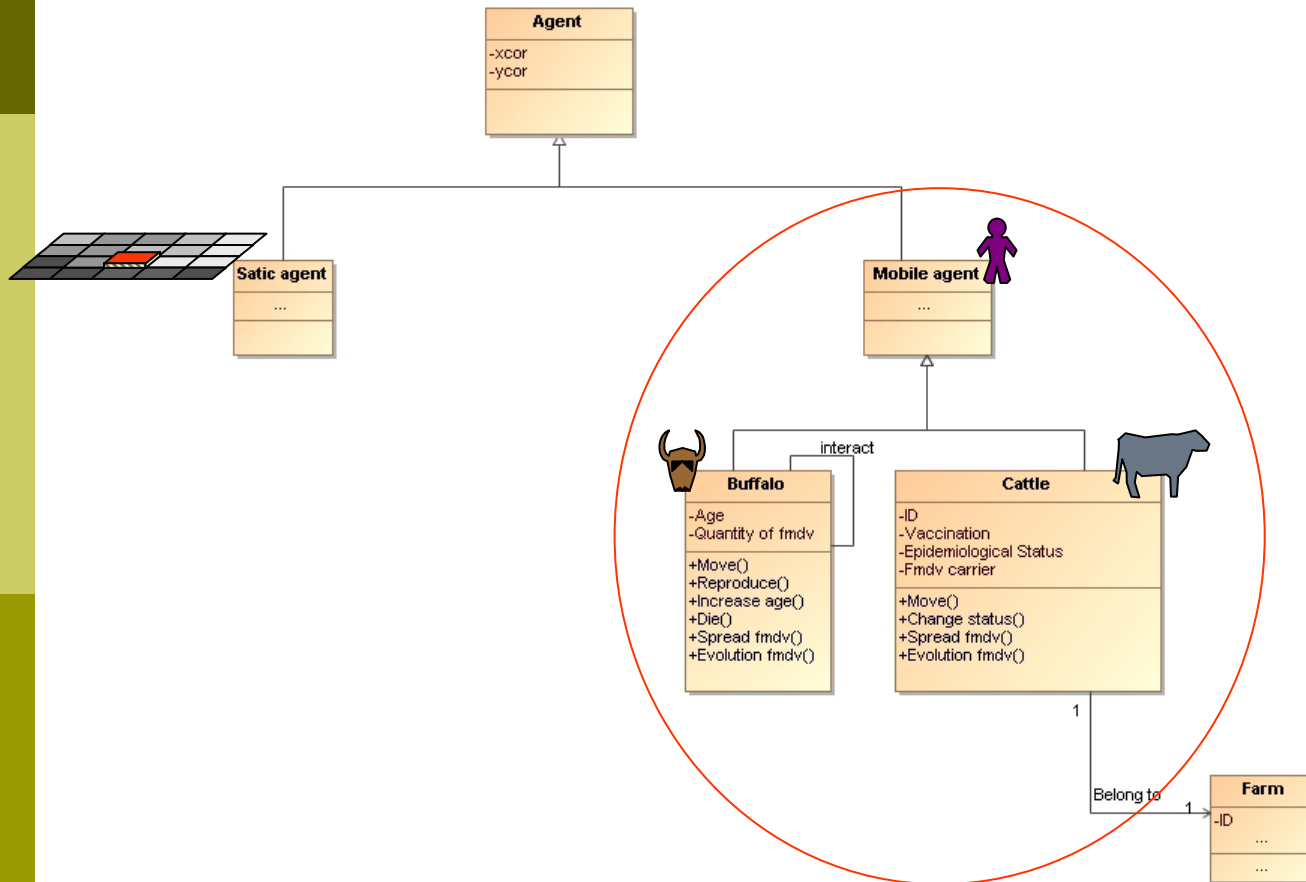 Agent
-xcor
-ycor
Satic agent
...
Mobile agent
...
interact
Buffalo
-Age
-Quantity of fmdv
+Move()
+Reproduce()
+Increase age()
+Die()
+Spread fmdv()
+Evolution fmdv()
Cattle
-ID
-Vaccination
-Epidemiological Status
-Fmdv carrier
+Move()
+Change status()
+Spread fmdv()
+Evolution fmdv()
1
Belong to
1
Farm
-ID
...
...